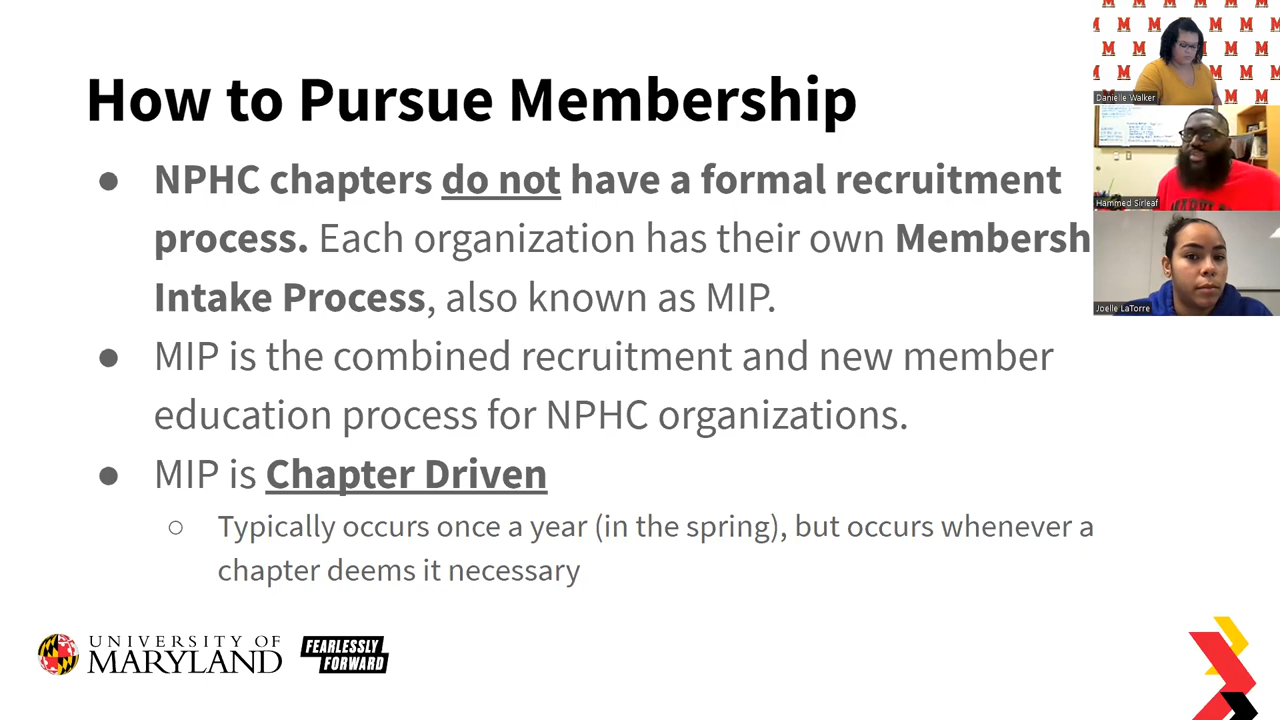 How to Pursue Membership
● NPHC chapters do not have a formal recruitment
process. Each organization has their own Membersh
Intake Process, also known as MIP.
● MIP is the combined recruitment and new member
education process for NPHC organizations.
● MIP is Chapter Driven
○ Typically occurs once a year (in the spring), but occurs whenever a
chapter deems it necessary
UNIVERSITY OF
MARYLAND
FEARLESSLY
FORWARD
Danielle Walker
Hammed Sirleaf
Joelle LaTorre